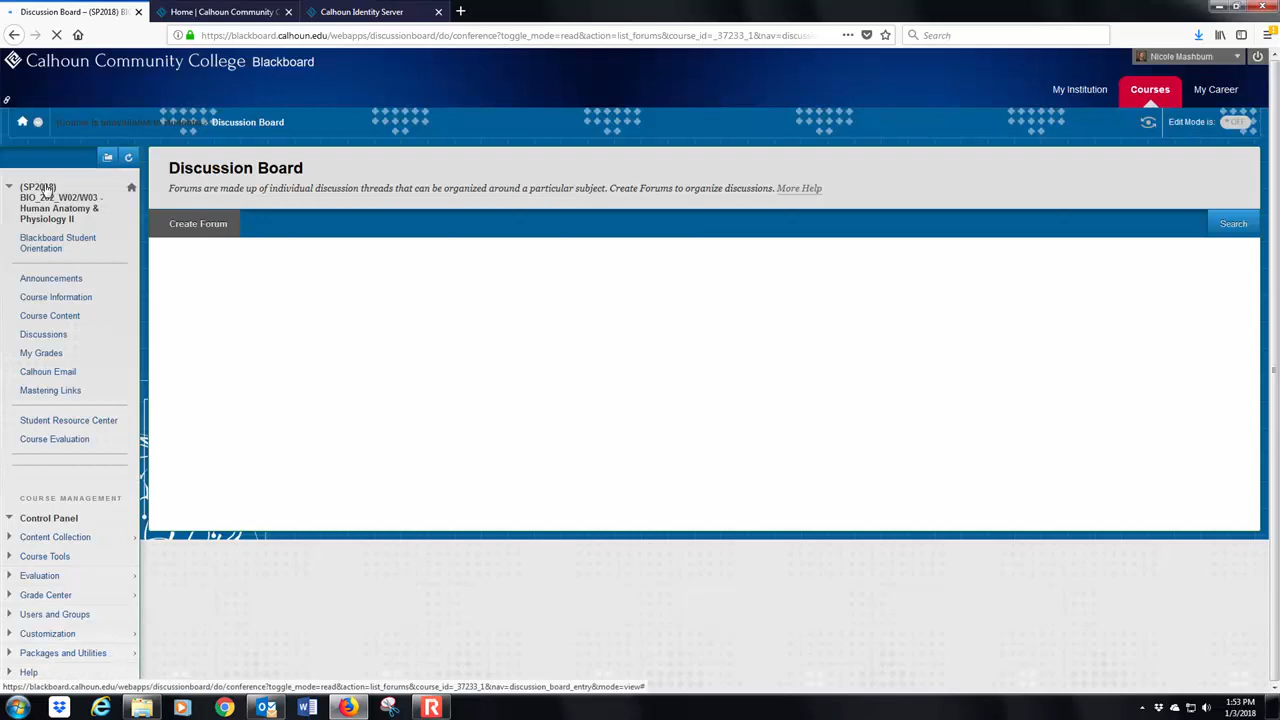 Discussion Board – (SP2018) BI
Home | Calhoun Community C
Calhoun Identity Server
https://blackboard.calhoun.edu/webapps/discussionboard/do/conference?toggle_mode=read&action=list_forums&course_id=_37233_1&nav=discuss
Search
Calhoun Community College Blackboard
Nicole Mashburn
My Institution
Courses
My Career
Discussion Board
Edit Mode is:
OFF
(SP20M)
BIO_202_W02/W03 -
Human Anatomy &
Physiology II
Blackboard Student
Orientation
Announcements
Course Information
Course Content
Discussions
My Grades
Calhoun Email
Mastering Links
Student Resource Center
Course Evaluation
COURSE MANAGEMENT
Control Panel
Content Collection
Course Tools
Evaluation
Grade Center
Users and Groups
Customization
Packages and Utilities
Help
Discussion Board
Forums are made up of individual discussion threads that can be organized around a particular subject. Create Forums to organize discussions. More Help
Create Forum
Search
https://blackboard.calhoun.edu/webapps/discussionboard/do/conference?toggle_mode=read&action=list_forums&course_id=_37233_1&nav=discussion_board_entry&mode=view#
1:53 PM
1/3/2018